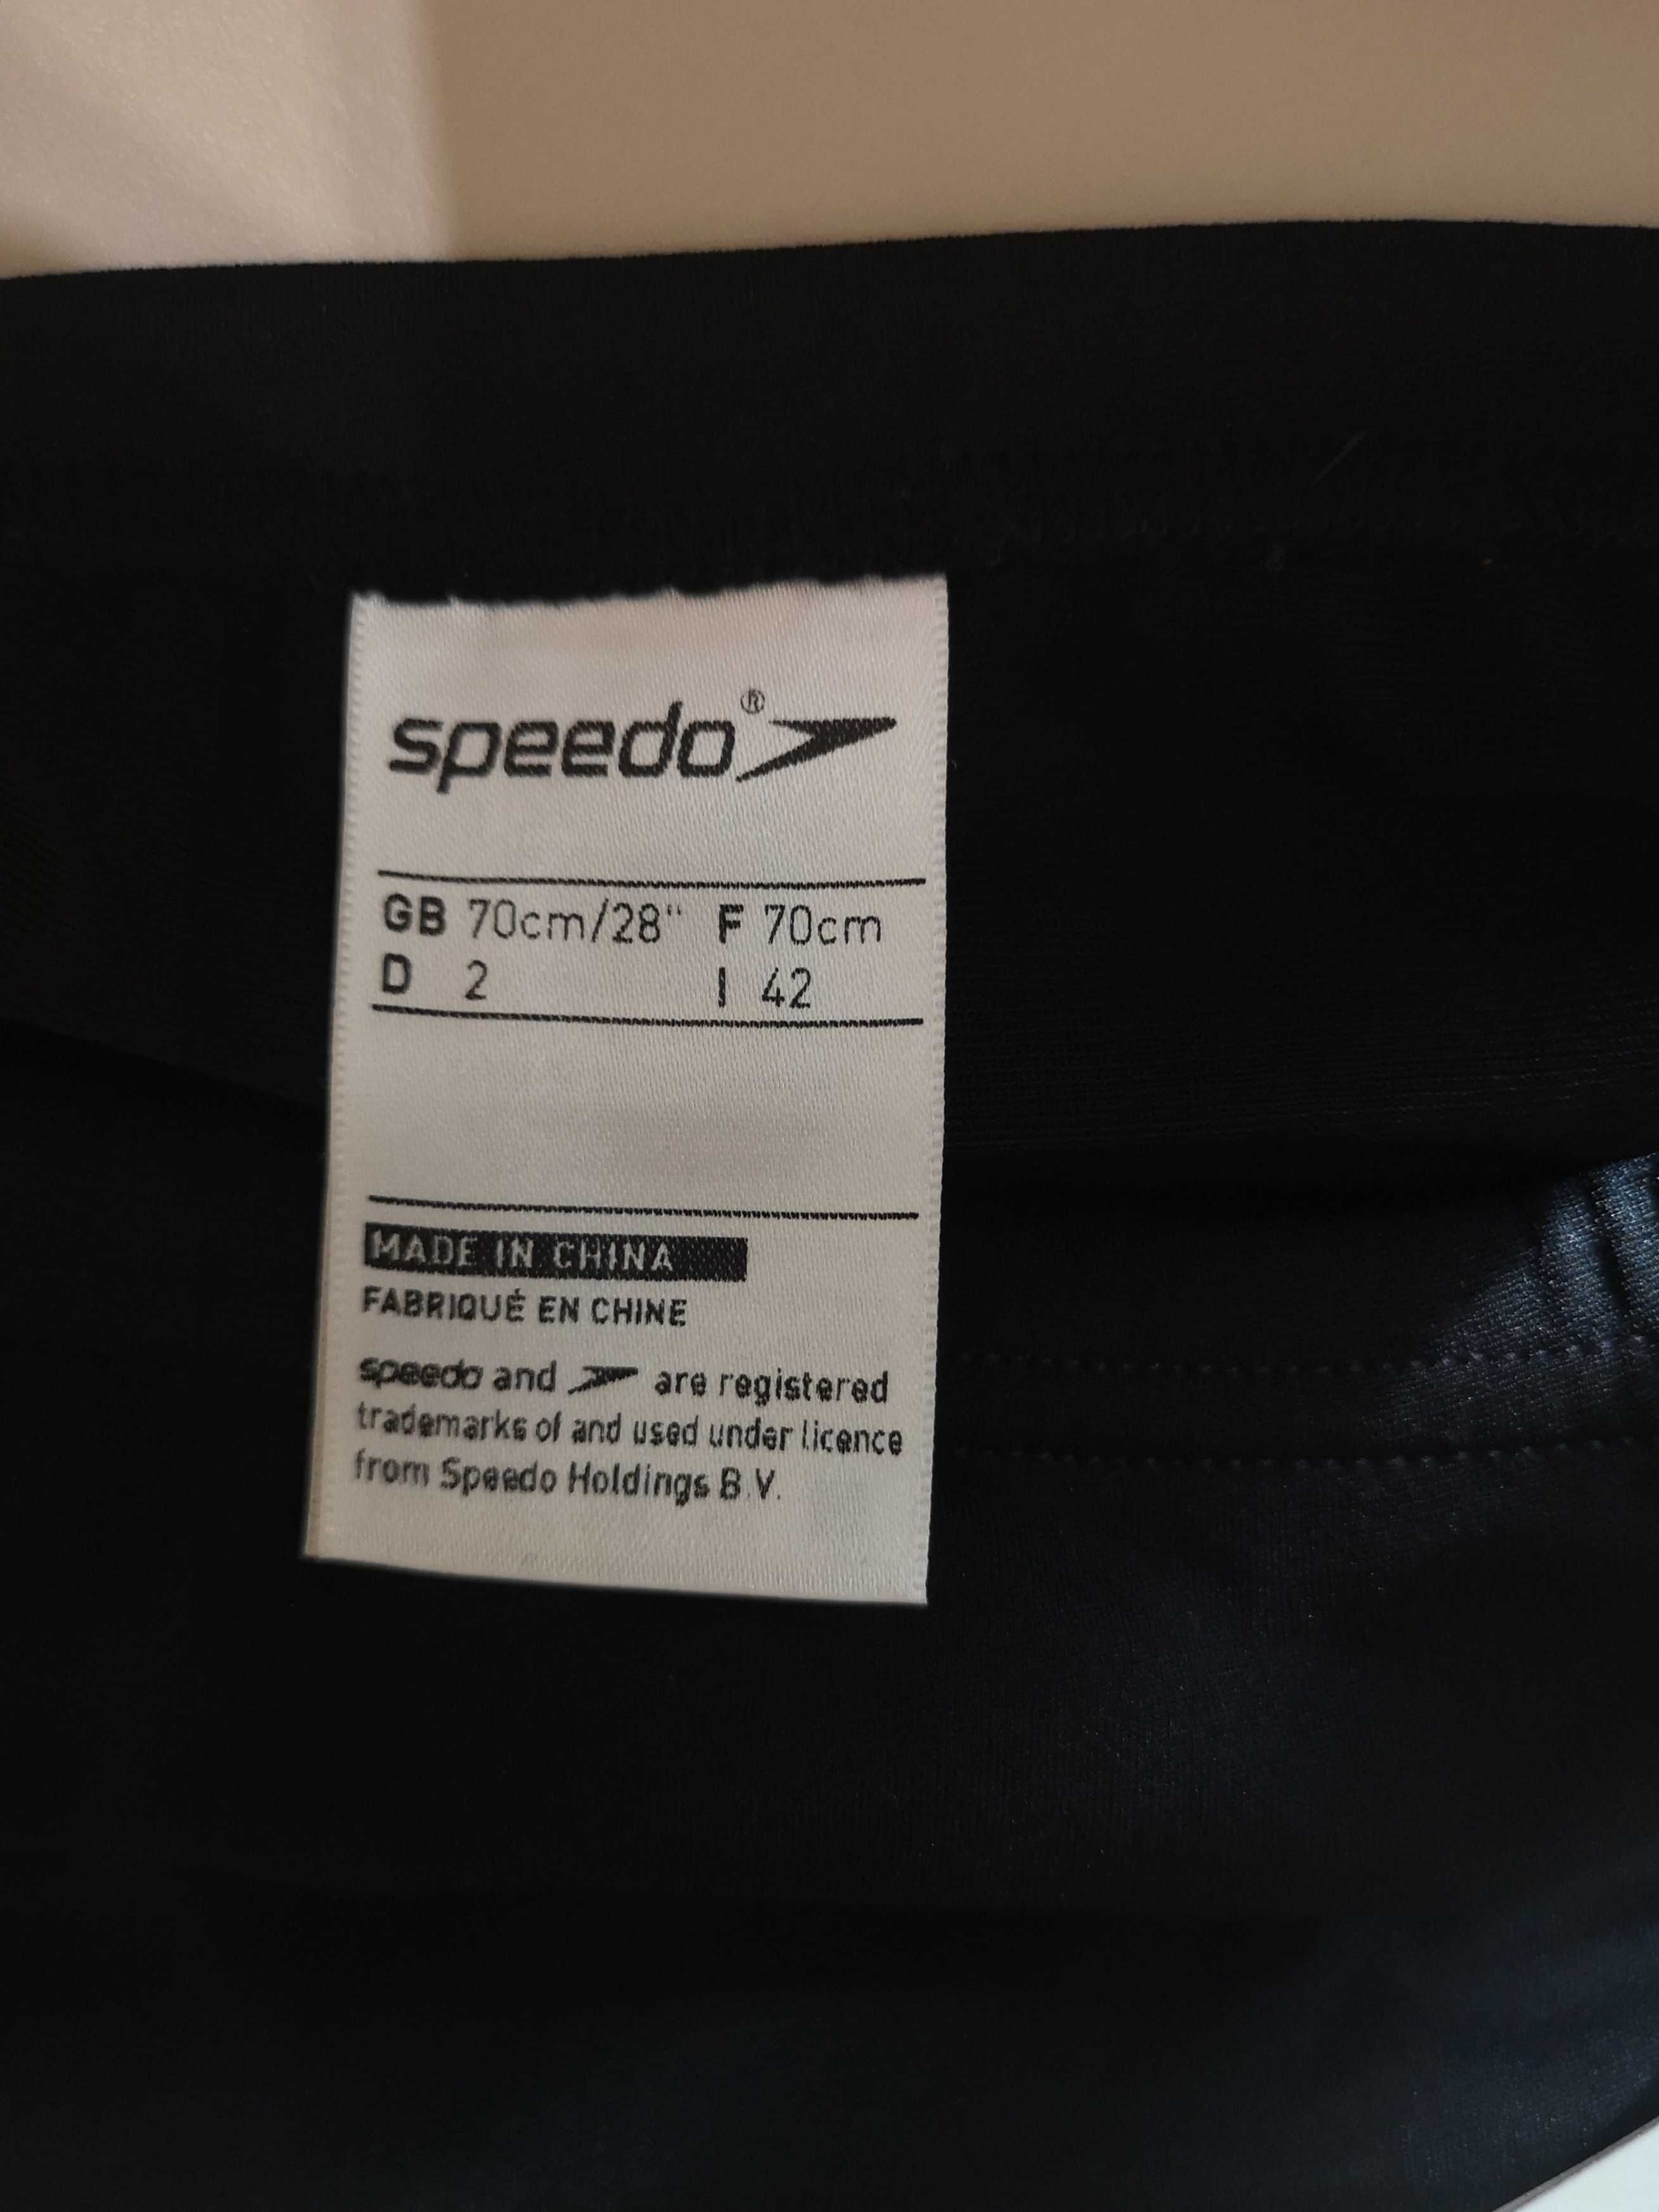 speedo®
GB 70cm/28" F 70cm
D 2 I 42
MADE IN CHINA
FABRIQUÉ EN CHINE
speedo and are registered
trademarks of and used under licence
from Speedo Holdings B.V.